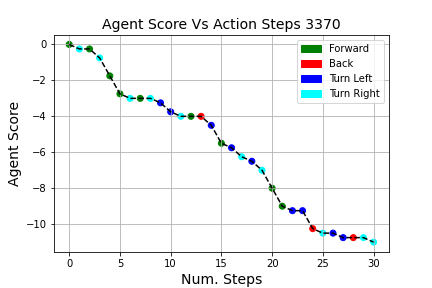 Agent Score Vs Action Steps 3370
Forward
Back
Turn Left
Turn Right
Agent Score
0
−2
−4
−6
−8
−10
0 5 10 15 20 25 30
Num. Steps